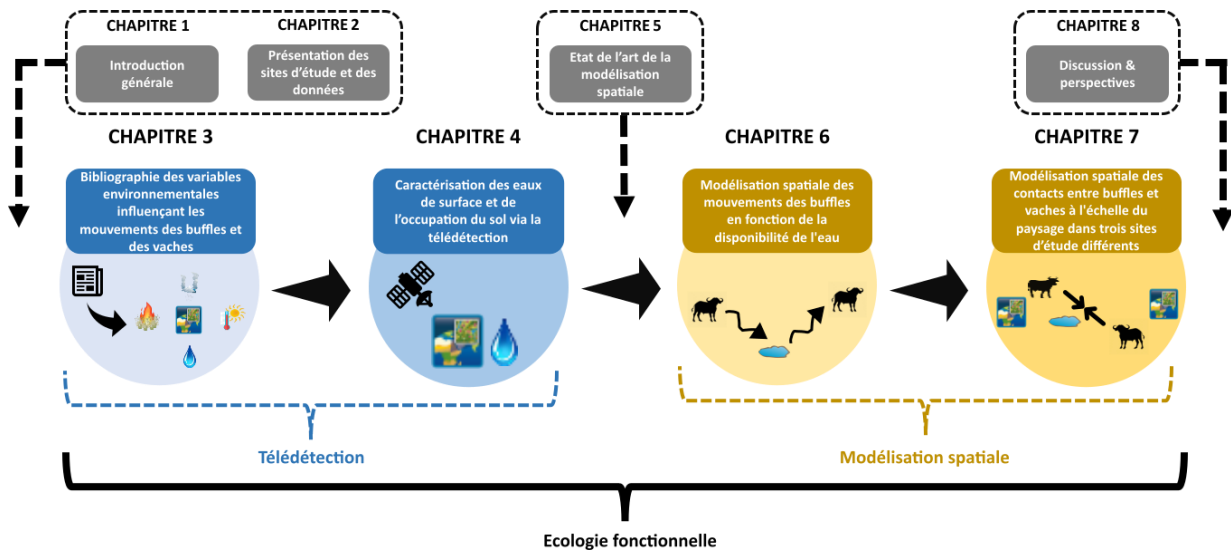 CHAPITRE 1
Introduction
générale
CHAPITRE 2
Présentation des
sites d'étude et des
données
CHAPITRE 5
Etat de l'art de la
modélisation
spatiale
CHAPITRE 8
Discussion &
perspectives
CHAPITRE 3
Bibliographie des variables
environnementales
influençant les
mouvements des buffles et
des vaches
CHAPITRE 4
Caractérisation des eaux
de surface et de
l'occupation du sol via la
télédétection
CHAPITRE 6
Modélisation spatiale des
mouvements des buffles
en fonction de la
disponibilité de l'eau
CHAPITRE 7
Modélisation spatiale des
contacts entre buffles et
vaches à l'échelle du
paysage dans trois sites
d'étude différents
Télédétection
Modélisation spatiale
Ecologie fonctionnelle